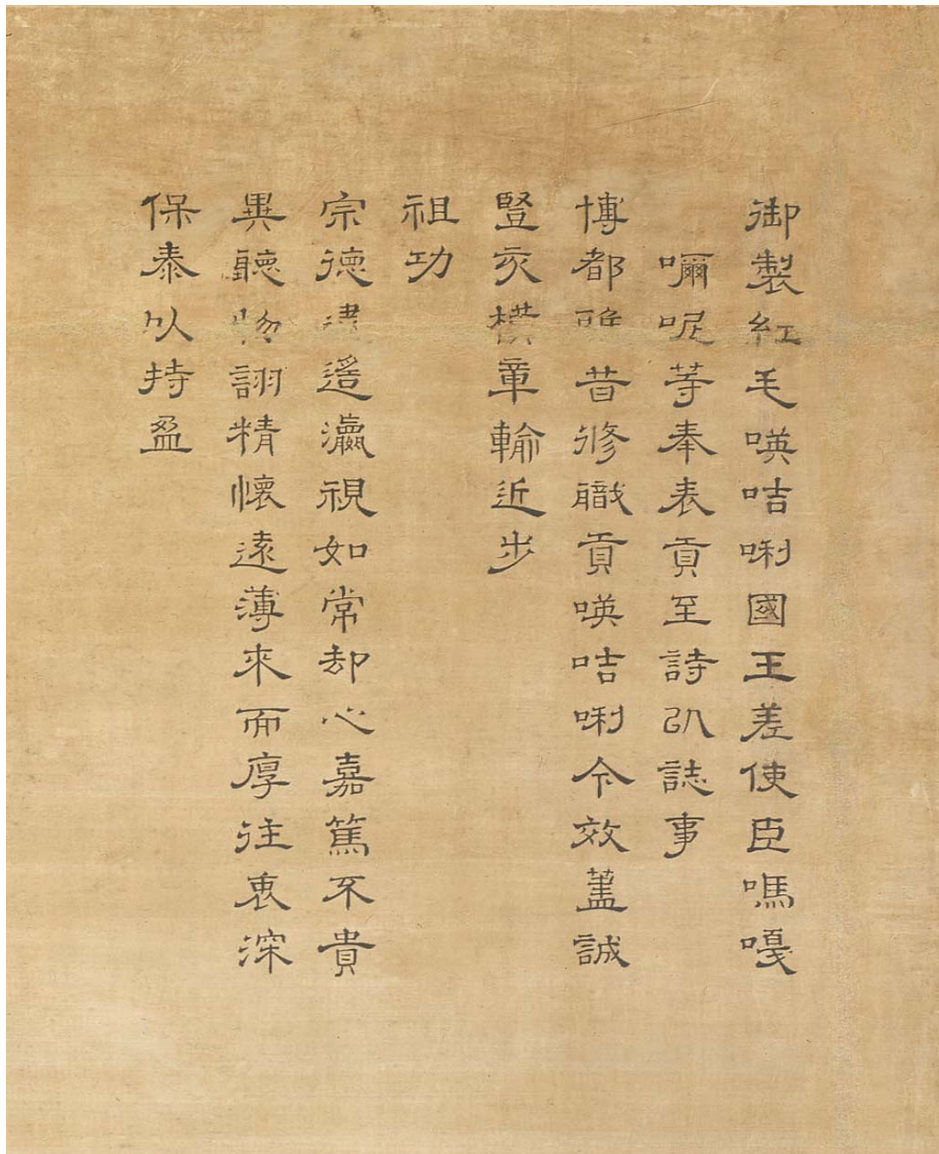 御製紅毛㗲咭唎國王差使臣嗎嘎
嘯呢等奉表貢至詩以誌事
博都雅昔修職貢㗲咭唎今效藎誠
豎亥橫章輸近步
祖功
宗德逮遥瀛視如常却心嘉篤不貴
異聽物詡精懷遠薄來而厚往衷深
保泰以持盈